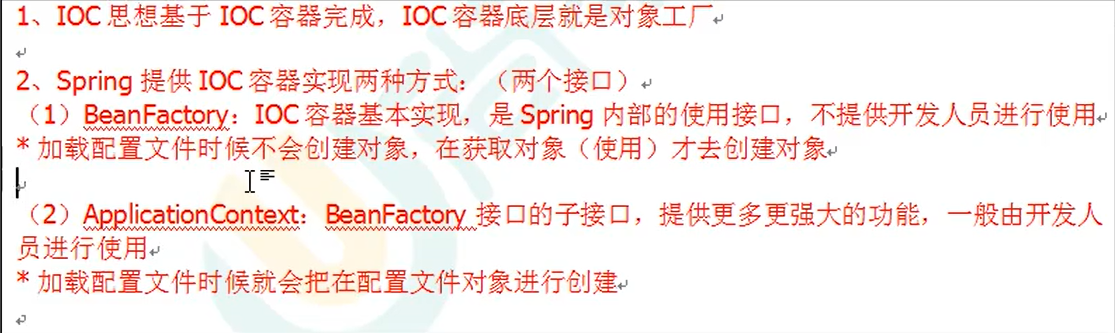 1、IOC 思想基于 IOC 容器完成，IOC 容器底层就是对象工厂
2、Spring 提供 IOC 容器实现两种方式：（两个接口）
（1）BeanFactory：IOC 容器基本实现，是 Spring 内部的使用接口，不提供开发人员进行使用
* 加载配置文件时候不会创建对象，在获取对象（使用）才去创建对象
（2）ApplicationContext：BeanFactory 接口的子接口，提供更多更强大的功能，一般由开发人
员进行使用
* 加载配置文件时候就会把在配置文件对象进行创建